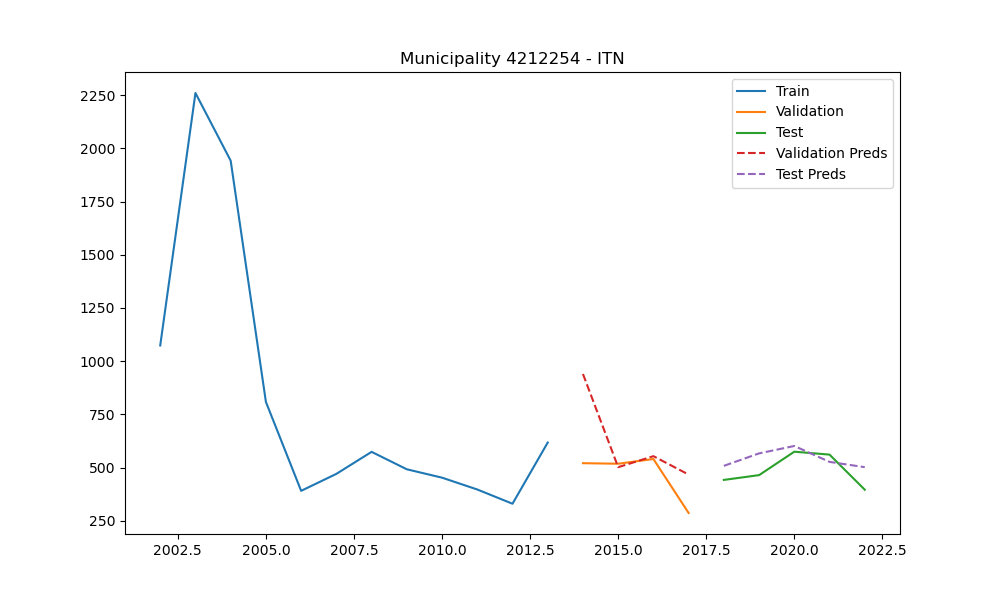 Municipality 4212254 - ITN
2250
2000
1750
1500
1250
1000
750
500
250
2002.5 2005.0 2007.5 2010.0 2012.5 2015.0 2017.5 2020.0 2022.5
Train
Validation
Test
Validation Preds
Test Preds